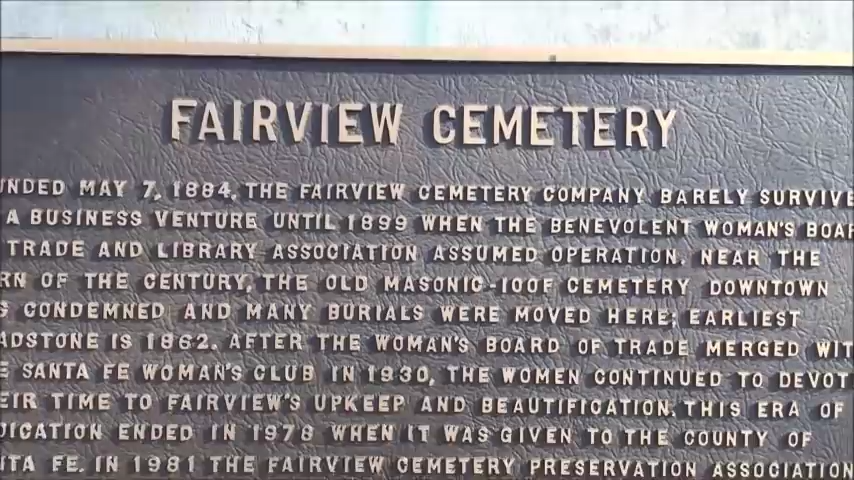 FAIRVIEW CEMETERY
UNDED MAY 7, 1884, THE FAIRVIEW CEMETERY COMPANY BARELY SURVIVE
A BUSINESS VENTURE UNTIL 1899 WHEN THE BENEVOLENT WOMAN'S BOAR
TRADE AND LIBRARY ASSOCIATION ASSUMED OPERATION. NEAR THE
RN OF THE CENTURY, THE OLD MASONIC-IOOF CEMETERY DOWNTOWN
S CONDEMNED AND MANY BURIALS WERE MOVED HERE; EARLIEST
ADSTONE IS 1862. AFTER THE WOMAN'S BOARD OF TRADE MERGED WIT
E SANTA FE WOMAN'S CLUB IN 1930, THE WOMEN CONTINUED TO DEVOT
EIR TIME TO FAIRVIEW'S UPKEEP AND BEAUTIFICATION. THIS ERA OF
DICATION ENDED IN 1978 WHEN IT WAS GIVEN TO THE COUNTY OF
NTA FE. IN 1981 THE FAIRVIEW CEMETERY PRESERVATION ASSOCIATION